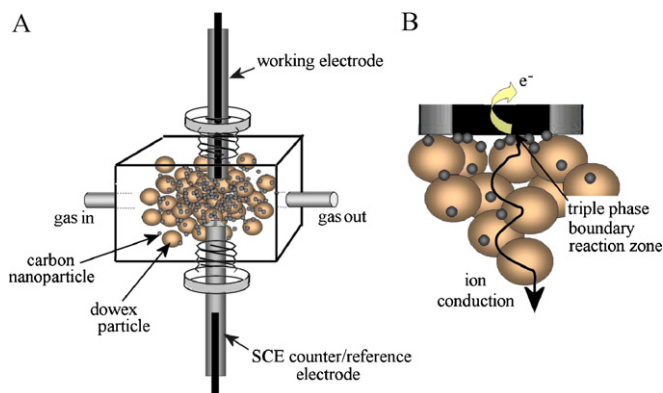 A
working electrode
gas in
gas out
carbon
nanoparticle
dowex
particle
SCE counter/reference
electrode
B
e-
triple phase
boundary
reaction zone
ion
conduction